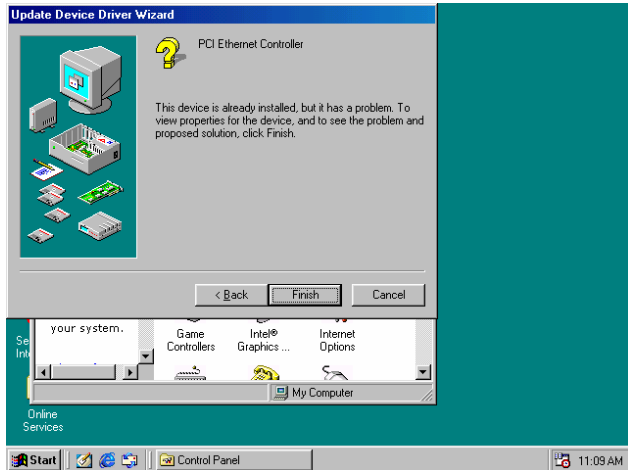 Update Device Driver Wizard
PCI Ethernet Controller
This device is already installed, but it has a problem. To
view properties for the device, and to see the problem and
proposed solution, click Finish.
< Back
Finish
Cancel
your system.
Game
Controllers
Intel®
Graphics ...
Internet
Options
My Computer
Se
Int
Online
Services
Start
Control Panel
11:09 AM